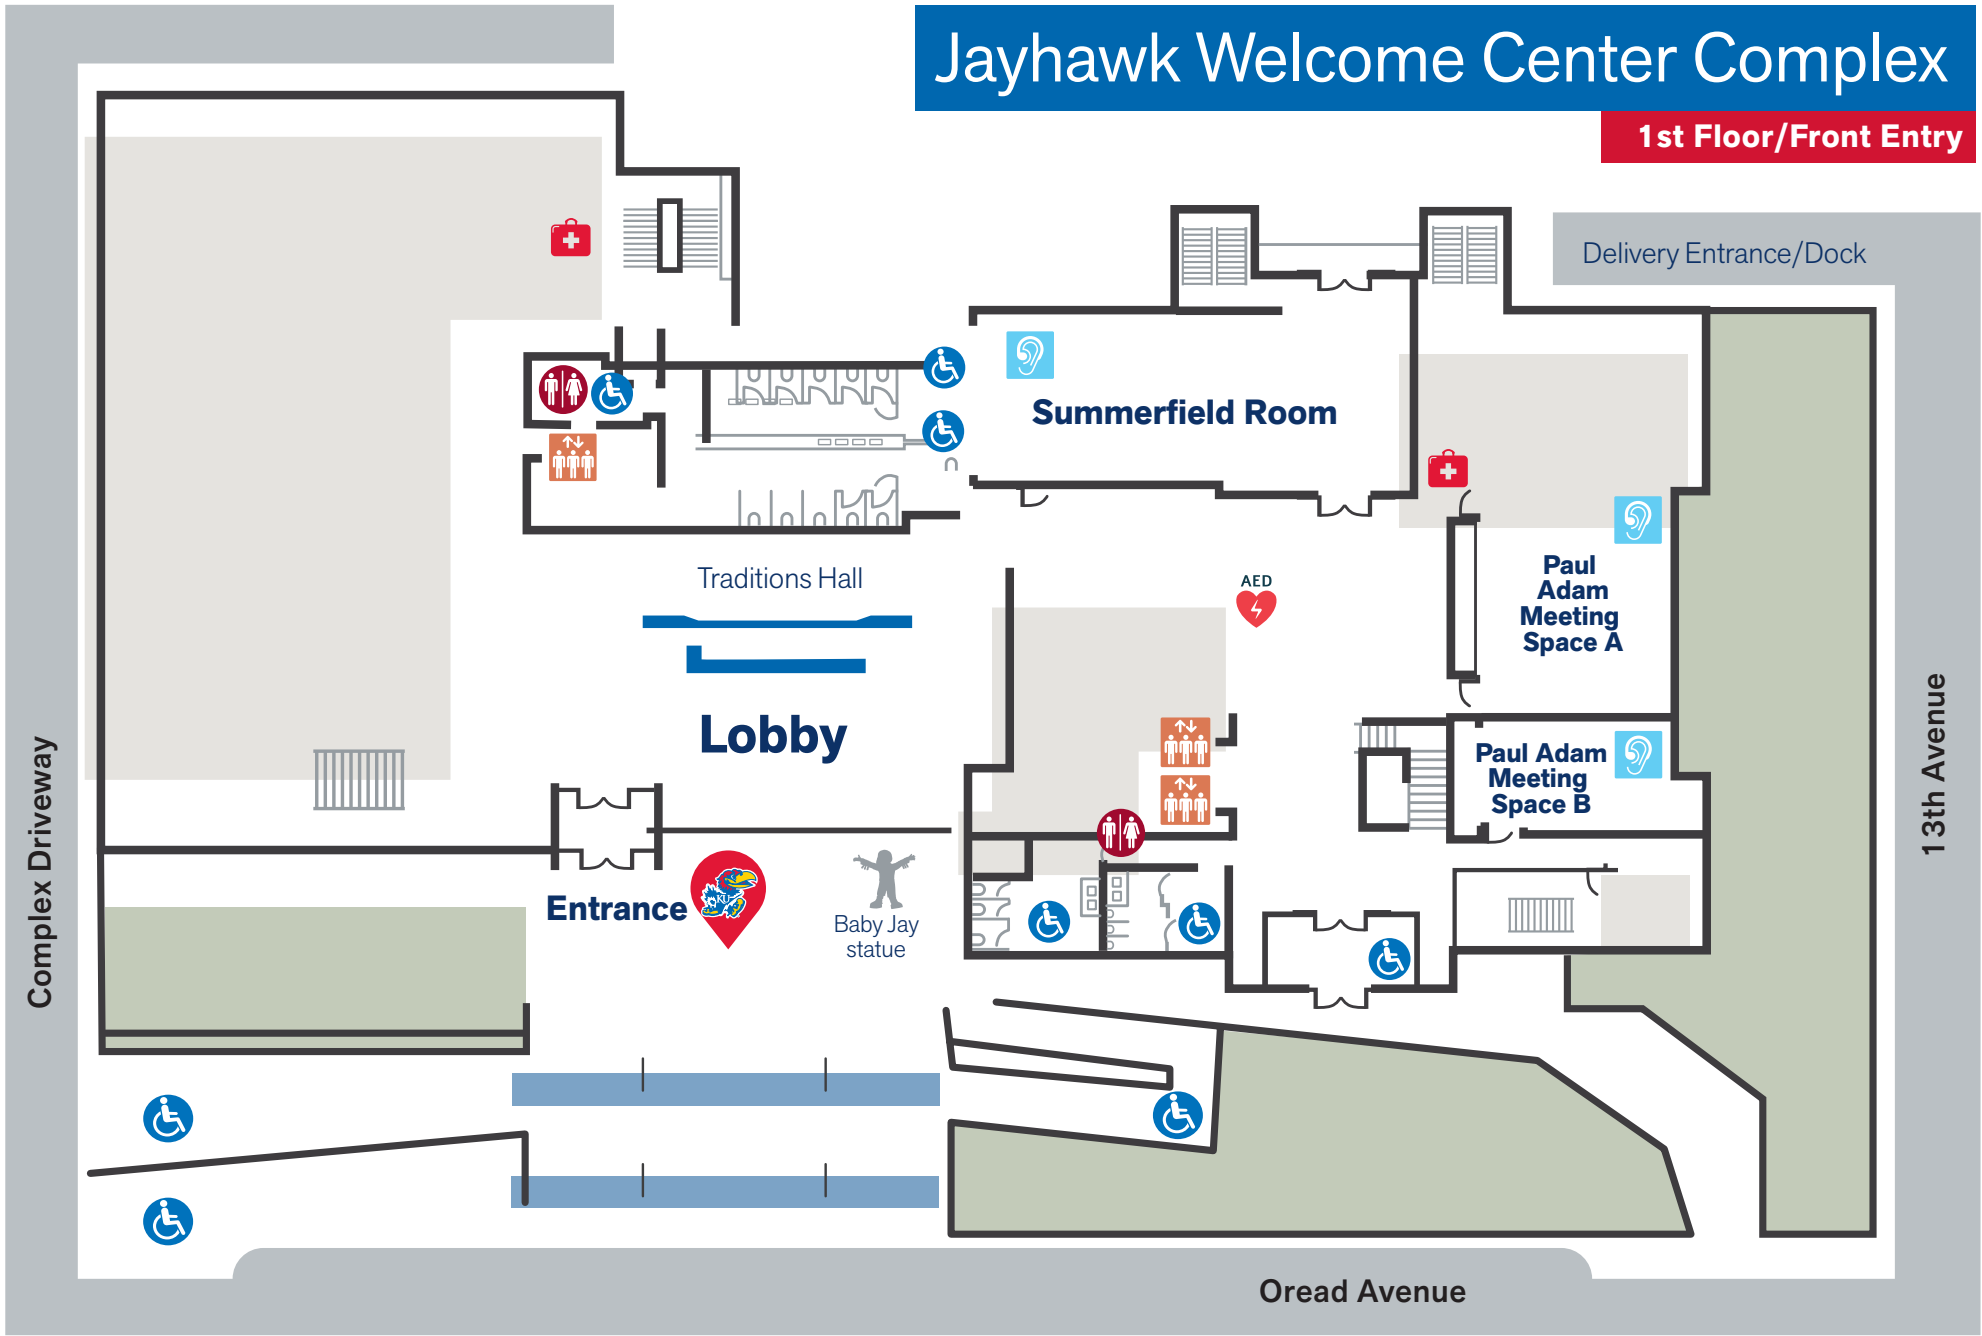 Jayhawk Welcome Center Complex
1st Floor/Front Entry
Delivery Entrance/Dock
Summerfield Room
Traditions Hall
AED
Paul
Adam
Meeting
Space A
Lobby
Paul Adam
Meeting
Space B
Complex Driveway
13th Avenue
Entrance
KU
Baby Jay
statue
Oread Avenue